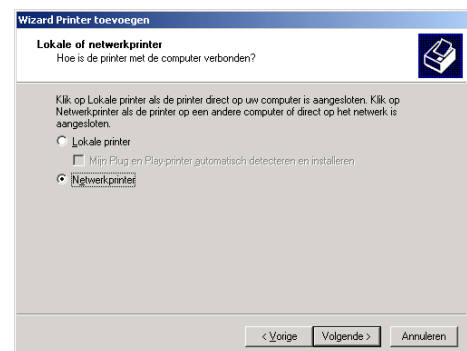 Wizard Printer toevoegen
Lokale of netwerkprinter
Hoe is de printer met de computer verbonden?
Klik op Lokale printer als de printer direct op uw computer is aangesloten. Klik op
Netwerkprinter als de printer op een andere computer of direct op het netwerk is
aangesloten.
Lokale printer
Mijn Plug en Play-printer automatisch detecteren en installeren
Netwerkprinter
< Vorige Volgende > Annuleren